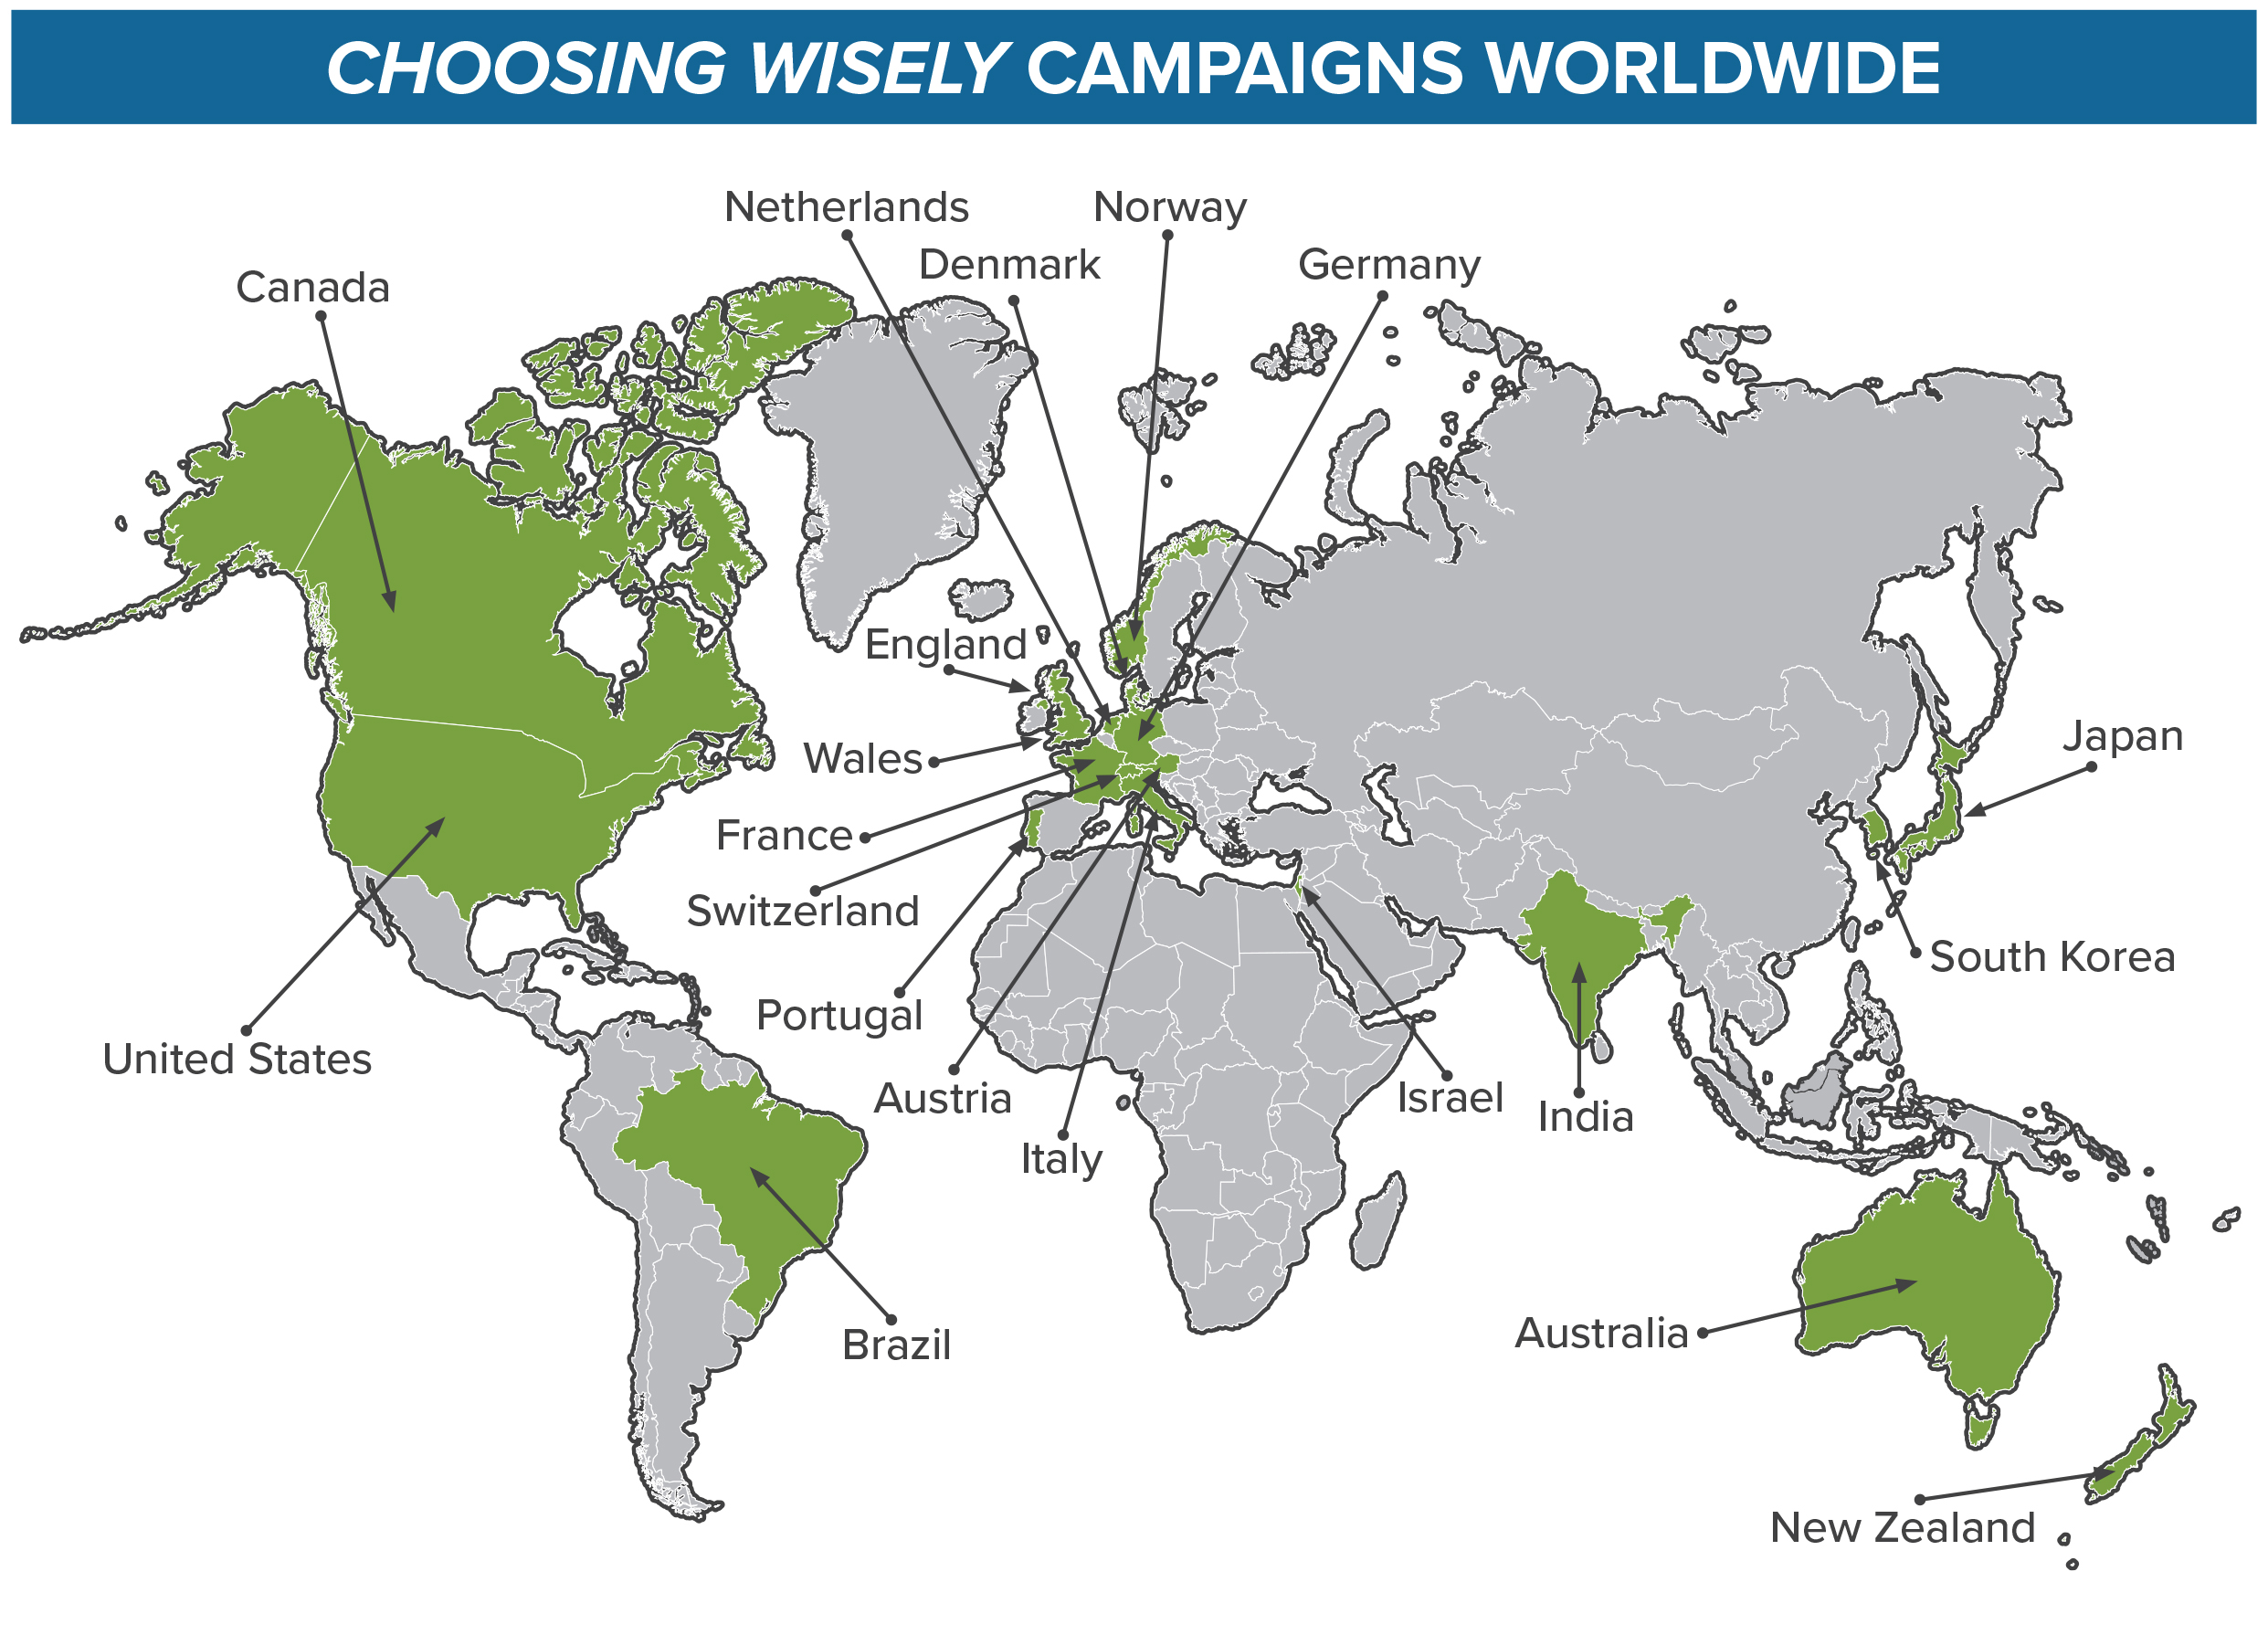 CHOOSING WISELY CAMPAIGNS WORLDWIDE
Netherlands
Norway
Denmark
Germany
Canada
England
Wales
Japan
France
Switzerland
South Korea
Portugal
United States
Austria
Israel
India
Italy
Brazil
Australia
New Zealand